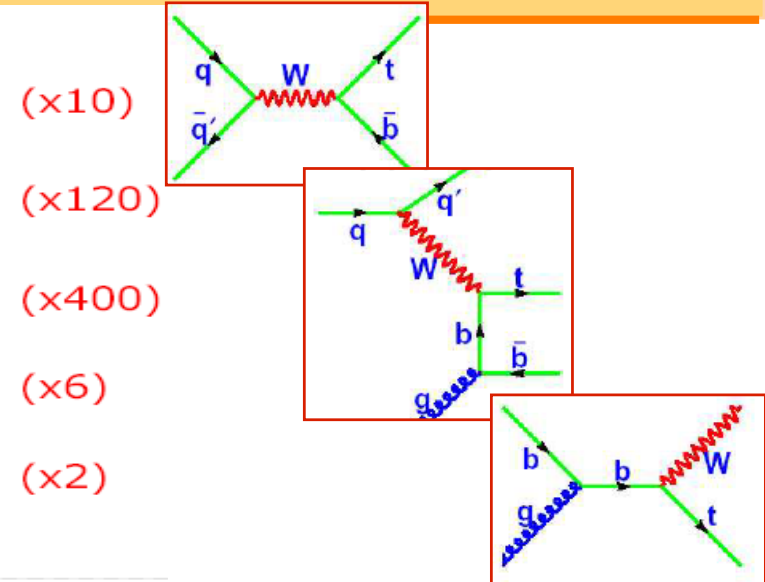 (x10)
(x120)
(x400)
(x6)
(x2)
q W t
q̄′ b̄
q q′
W
t
b
b̄
g
b b W
g t